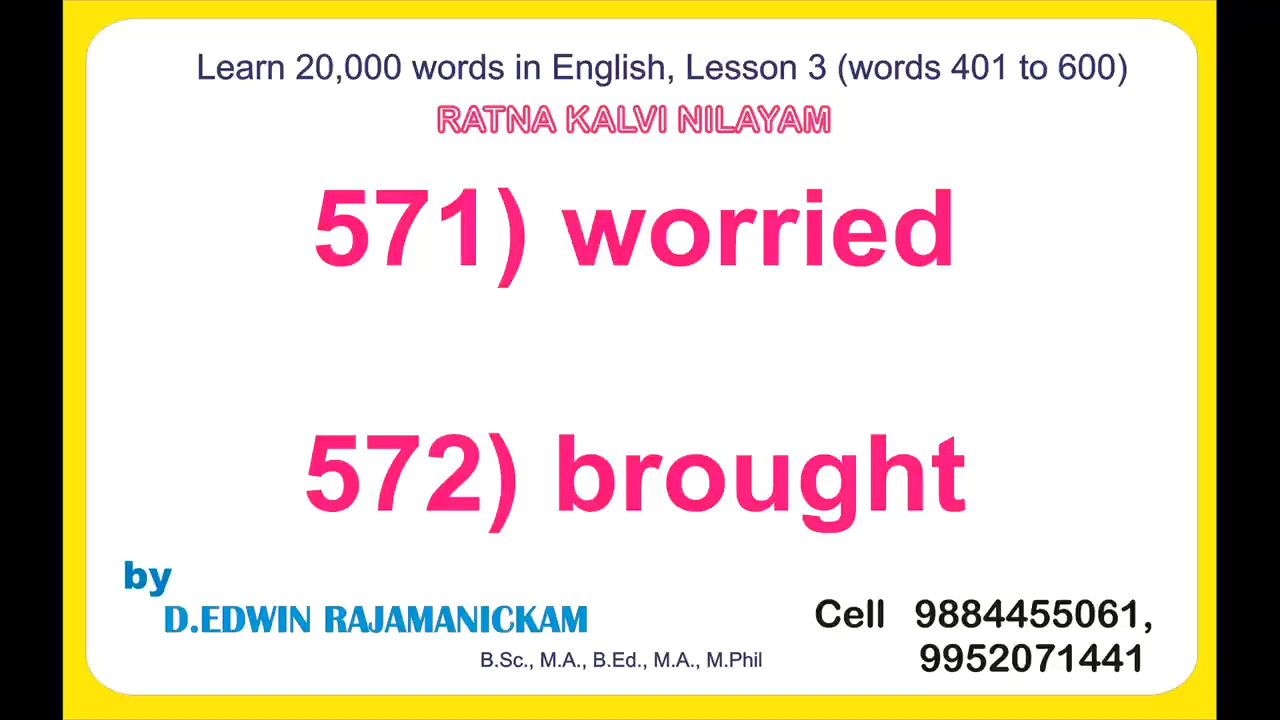 Learn 20,000 words in English, Lesson 3 (words 401 to 600)
RATNA KALVI NILAYAM
571) worried
572) brought
by
D.EDWIN RAJAMANICKAM
B.Sc., M.A., B.Ed., M.A., M.Phil
Cell 9884455061,
9952071441